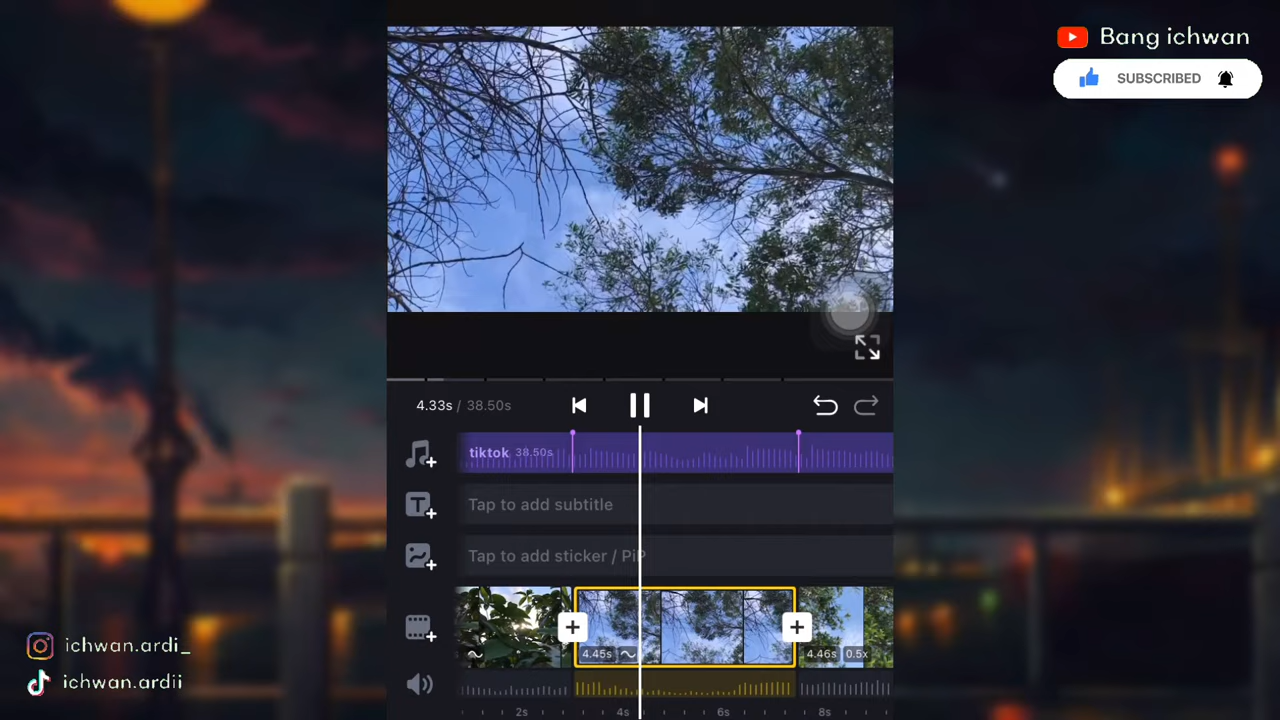 Bang ichwan
SUBSCRIBED
4.33s / 38.50s
tiktok 38.50s
T
Tap to add subtitle
Tap to add sticker / PiP
4.45s
4.46s 0.5x
ichwan.ardi_
ichwan.ardii
2s 4s 6s 8s